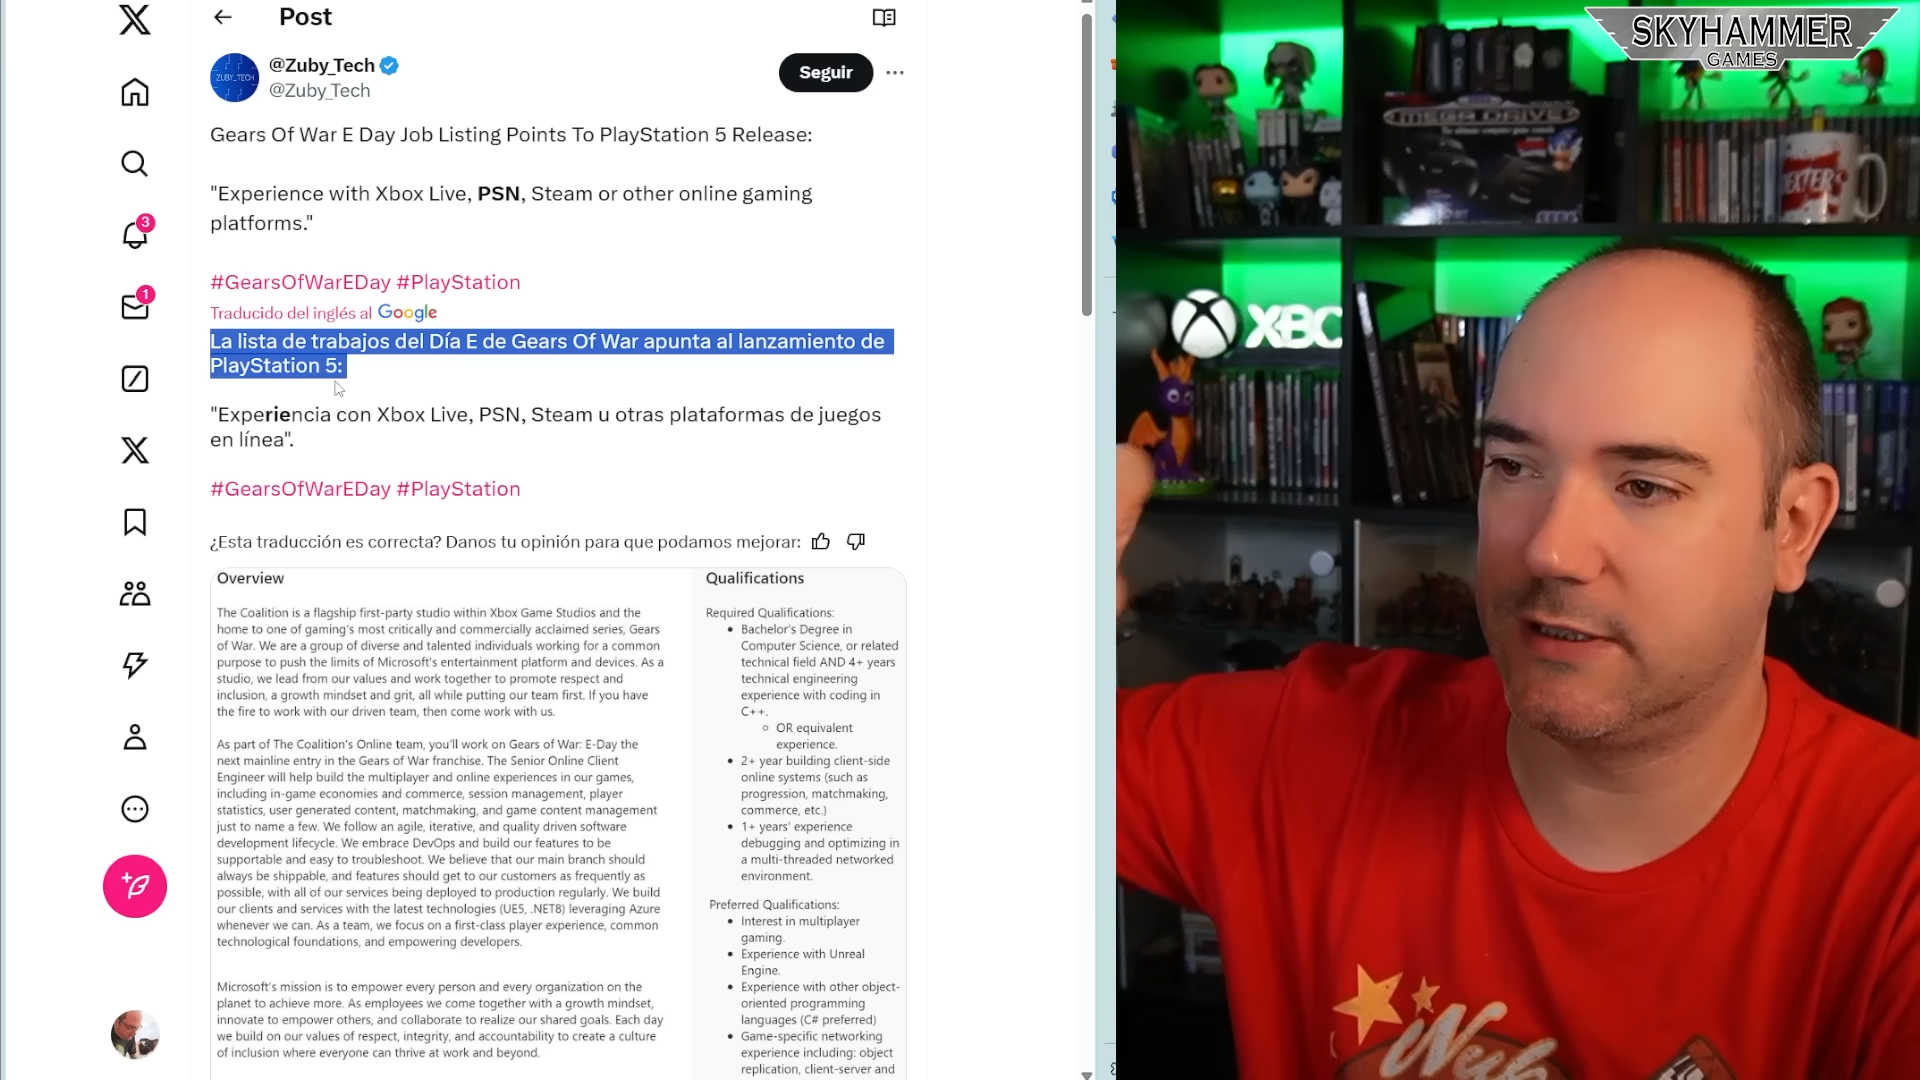 Post
@Zuby_Tech
@Zuby_Tech
Seguir
ZUBY_TECH
Gears Of War E Day Job Listing Points To PlayStation 5 Release:
"Experience with Xbox Live, PSN, Steam or other online gaming
platforms."
#GearsOfWarEDay #PlayStation
Traducido del inglés al Google
La lista de trabajos del Día E de Gears Of War apunta al lanzamiento de
PlayStation 5:
"Experiencia con Xbox Live, PSN, Steam u otras plataformas de juegos
en línea".
#GearsOfWarEDay #PlayStation
¿Esta traducción es correcta? Danos tu opinión para que podamos mejorar:
3
1
Overview
The Coalition is a flagship first-party studio within Xbox Game Studios and the
home to one of gaming's most critically and commercially acclaimed series, Gears
of War. We are a group of diverse and talented individuals working for a common
purpose to push the limits of Microsoft's entertainment platform and devices. As a
studio, we lead from our values and work together to promote respect and
inclusion, a growth mindset and grit, all while putting our team first. If you have
the fire to work with our driven team, then come work with us.
As part of The Coalition's Online team, you'll work on Gears of War: E-Day the
next mainline entry in the Gears of War franchise. The Senior Online Client
Engineer will help build the multiplayer and online experiences in our games,
including in-game economies and commerce, session management, player
statistics, user generated content, matchmaking, and game content management
just to name a few. We follow an agile, iterative, and quality driven software
development lifecycle. We embrace DevOps and build our features to be
supportable and easy to troubleshoot. We believe that our main branch should
always be shippable, and features should get to our customers as frequently as
possible, with all of our services being deployed to production regularly. We build
our clients and services with the latest technologies (UE5, .NET8) leveraging Azure
whenever we can. As a team, we focus on a first-class player experience, common
technological foundations, and empowering developers.
Microsoft's mission is to empower every person and every organization on the
planet to achieve more. As employees we come together with a growth mindset,
innovate to empower others, and collaborate to realize our shared goals. Each day
we build on our values of respect, integrity, and accountability to create a culture
of inclusion where everyone can thrive at work and beyond.
Qualifications
Required Qualifications:
• Bachelor's Degree in
Computer Science, or related
technical field AND 4+ years
technical engineering
experience with coding in
C++.
OR equivalent
experience.
• 2+ year building client-side
online systems (such as
progression, matchmaking,
commerce, etc.)
• 1+ years' experience
debugging and optimizing in
a multi-threaded networked
environment.
Preferred Qualifications:
• Interest in multiplayer
gaming.
• Experience with Unreal
Engine.
• Experience with other object-
oriented programming
languages (C# preferred)
• Game-specific networking
experience including: object
replication, client-server and
SKYHAMMER
GAMES
MEGA DRIVE
SEGA
DEXTER
XBO